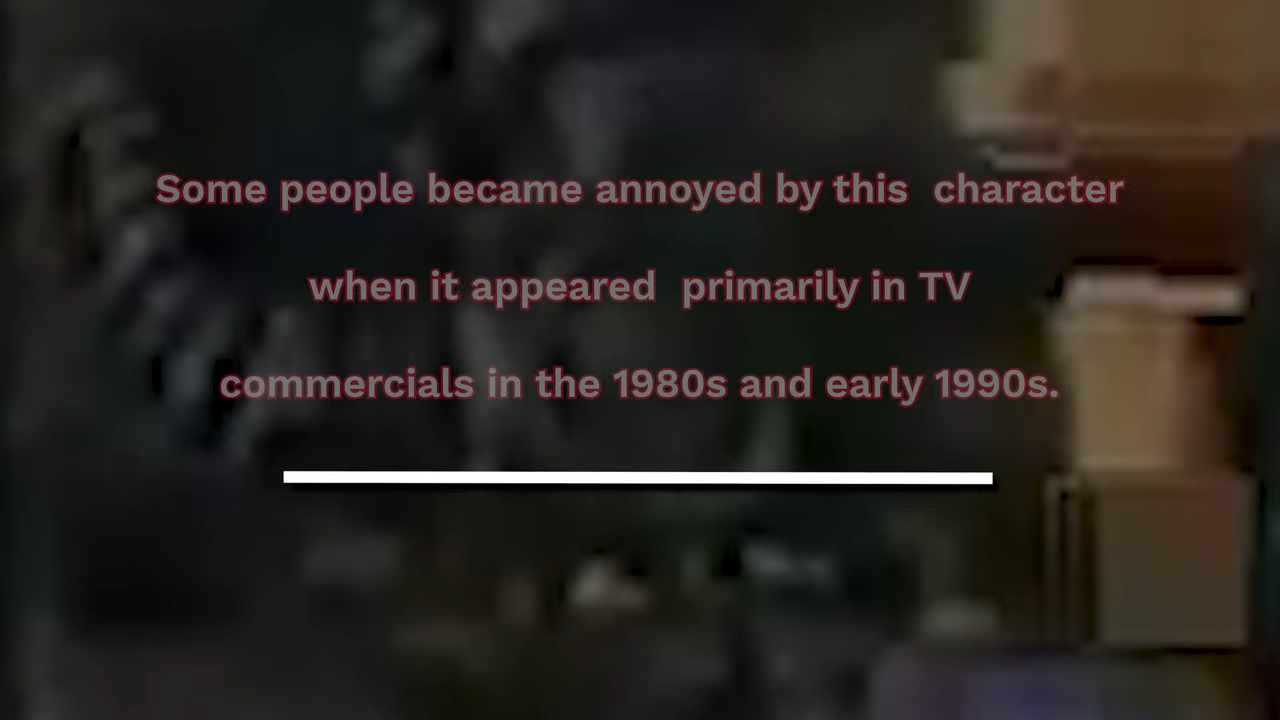 Some people became annoyed by this  character
when it appeared  primarily in TV
commercials in the 1980s and early 1990s.